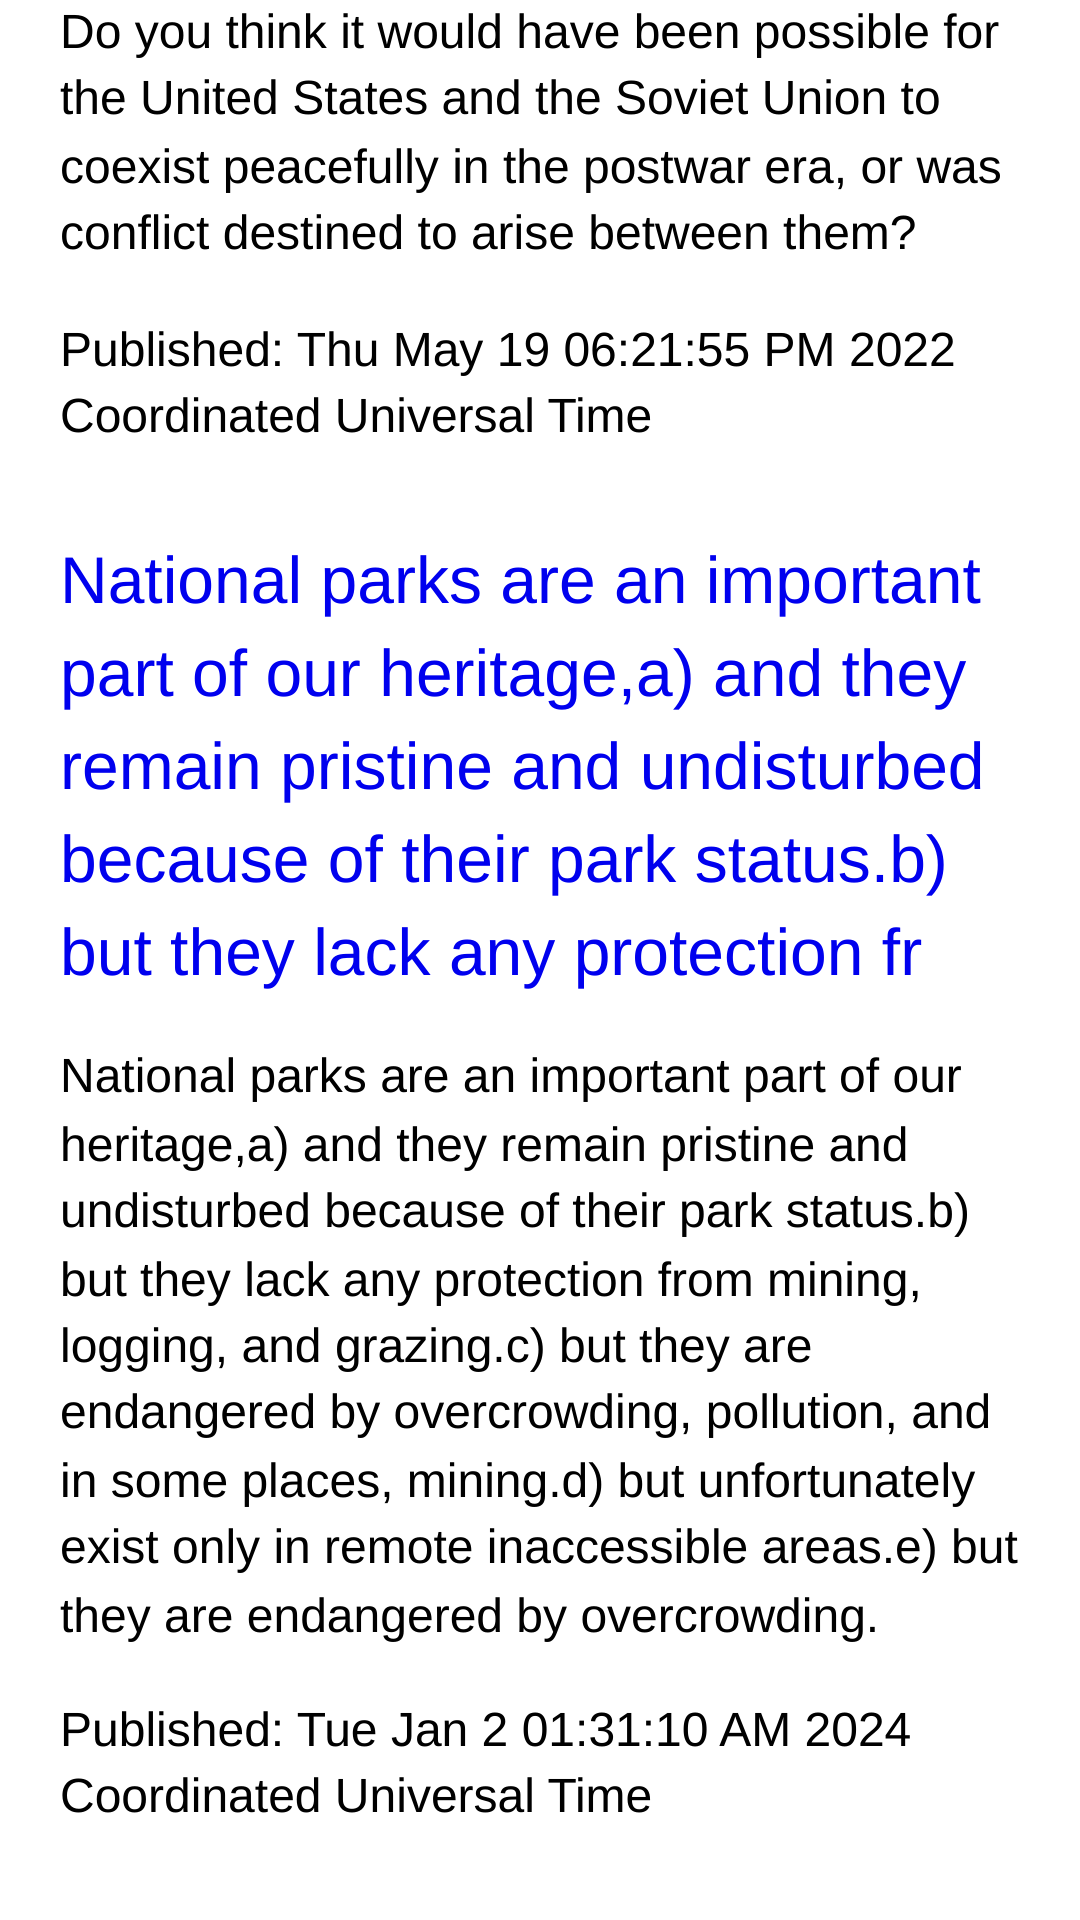 Do you think it would have been possible for
the United States and the Soviet Union to
coexist peacefully in the postwar era, or was
conflict destined to arise between them?
Published: Thu May 19 06:21:55 PM 2022
Coordinated Universal Time
National parks are an important
part of our heritage,a) and they
remain pristine and undisturbed
because of their park status.b)
but they lack any protection fr
National parks are an important part of our
heritage,a) and they remain pristine and
undisturbed because of their park status.b)
but they lack any protection from mining,
logging, and grazing.c) but they are
endangered by overcrowding, pollution, and
in some places, mining.d) but unfortunately
exist only in remote inaccessible areas.e) but
they are endangered by overcrowding.
Published: Tue Jan 2 01:31:10 AM 2024
Coordinated Universal Time